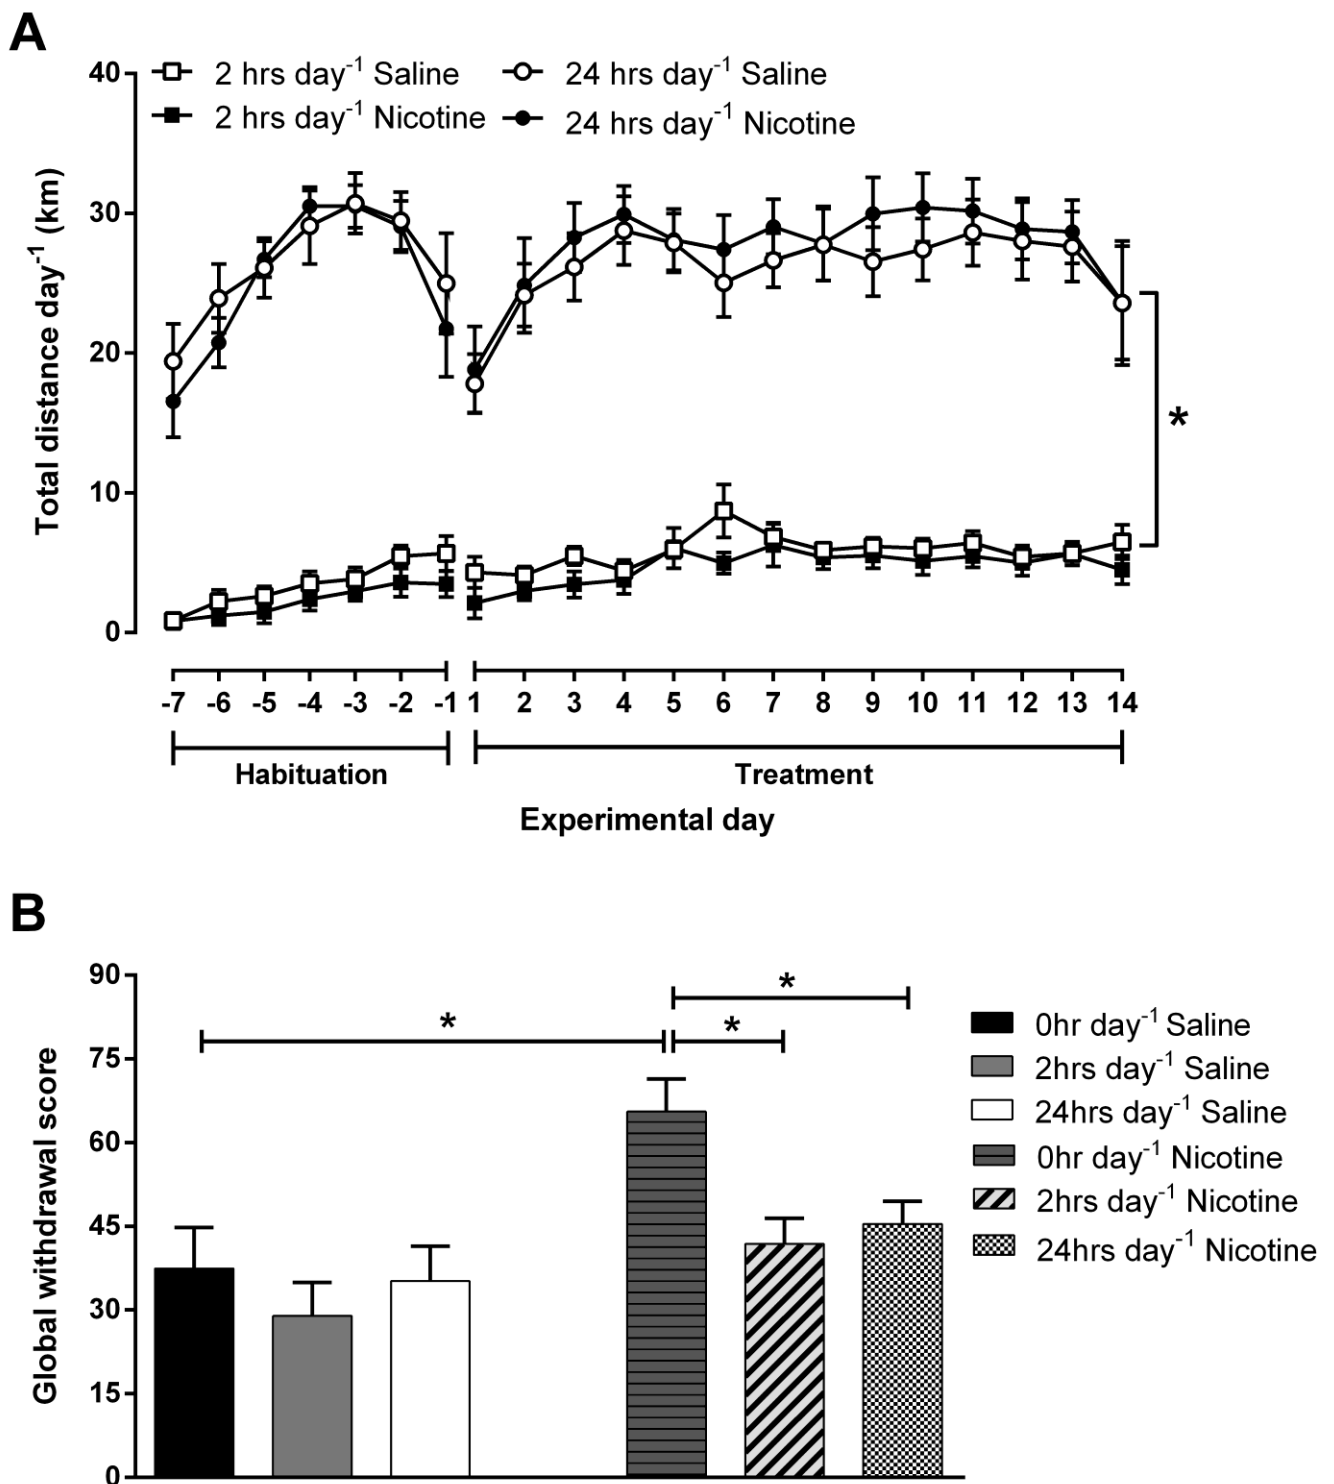 A
40
2 hrs day⁻¹ Saline
24 hrs day⁻¹ Saline
2 hrs day⁻¹ Nicotine
24 hrs day⁻¹ Nicotine
30
20
10
0
Total distance day⁻¹ (km)
*
-7 -6 -5 -4 -3 -2 -1 1 2 3 4 5 6 7 8 9 10 11 12 13 14
Habituation Treatment
Experimental day
B
90
75
60
45
30
15
0
Global withdrawal score
*
*
*
0hr day⁻¹ Saline
2hrs day⁻¹ Saline
24hrs day⁻¹ Saline
0hr day⁻¹ Nicotine
2hrs day⁻¹ Nicotine
24hrs day⁻¹ Nicotine